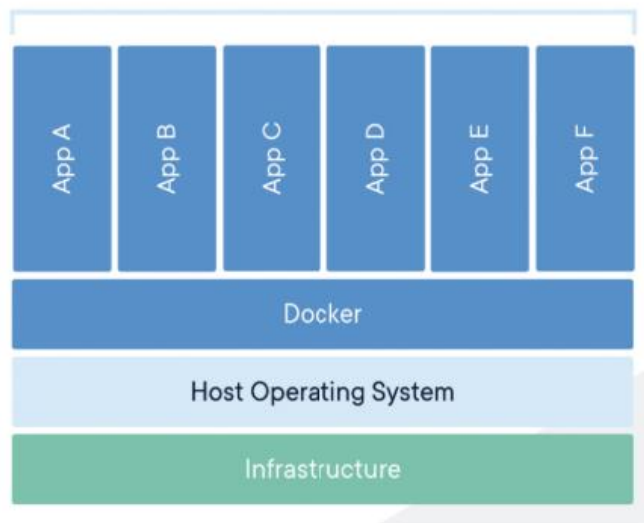 App A
App B
App C
App D
App E
App F
Docker
Host Operating System
Infrastructure